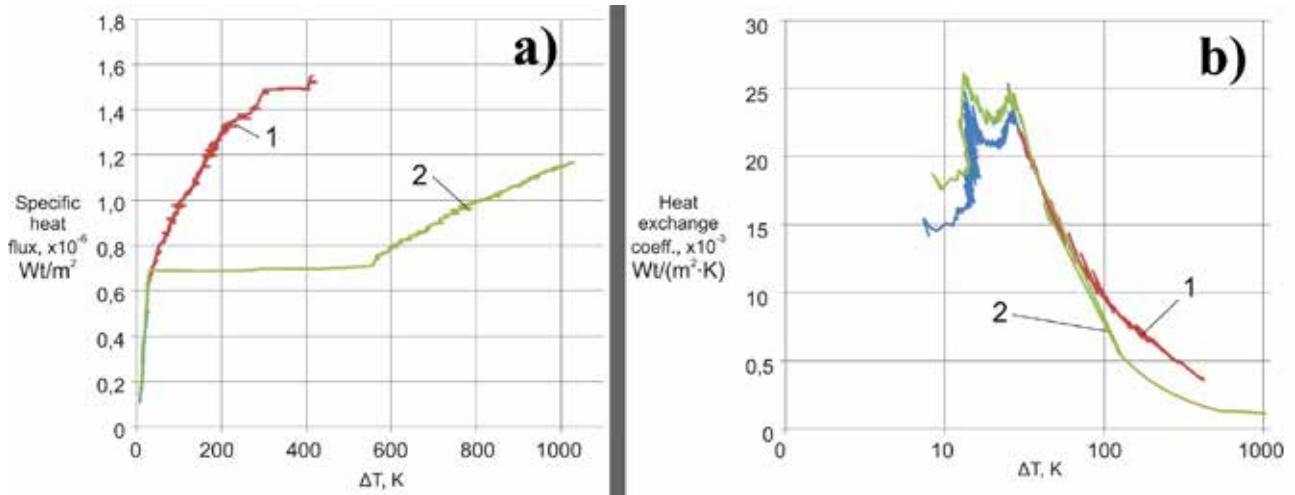 a)
1,8
1,6
1,4
1,2
1,0
0,8
0,6
0,4
0,2
0
Specific
heat
flux, x10⁻⁶
Wt/m²
1
2
0 200 400 600 800 1000
ΔT, K
b)
30
25
20
15
10
0,5
0
Heat
exchange
coeff., x10⁻³
Wt/(m²·K)
1
2
0 10 100 1000
ΔT, K